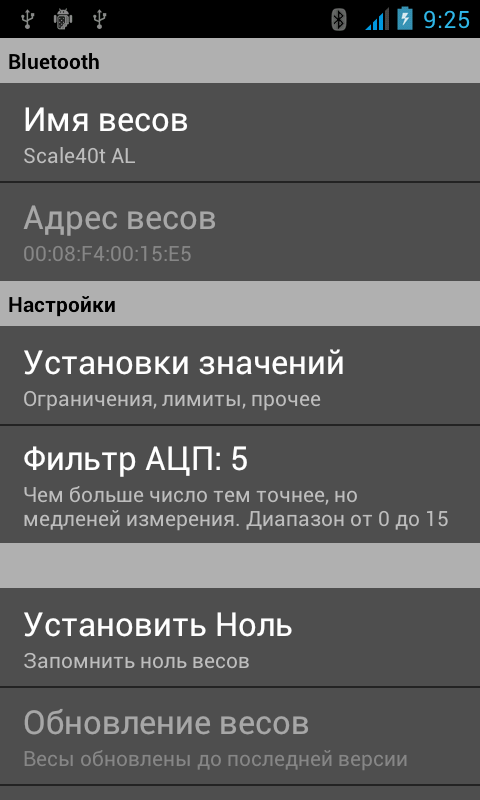 9:25
Bluetooth
Имя весов
Scale40t AL
Адрес весов
00:08:F4:00:15:E5
Настройки
Установки значений
Ограничения, лимиты, прочее
Фильтр АЦП: 5
Чем больше число тем точнее, но
медленей измерения. Диапазон от 0 до 15
Установить Ноль
Запомнить ноль весов
Обновление весов
Весы обновлены до последней версии